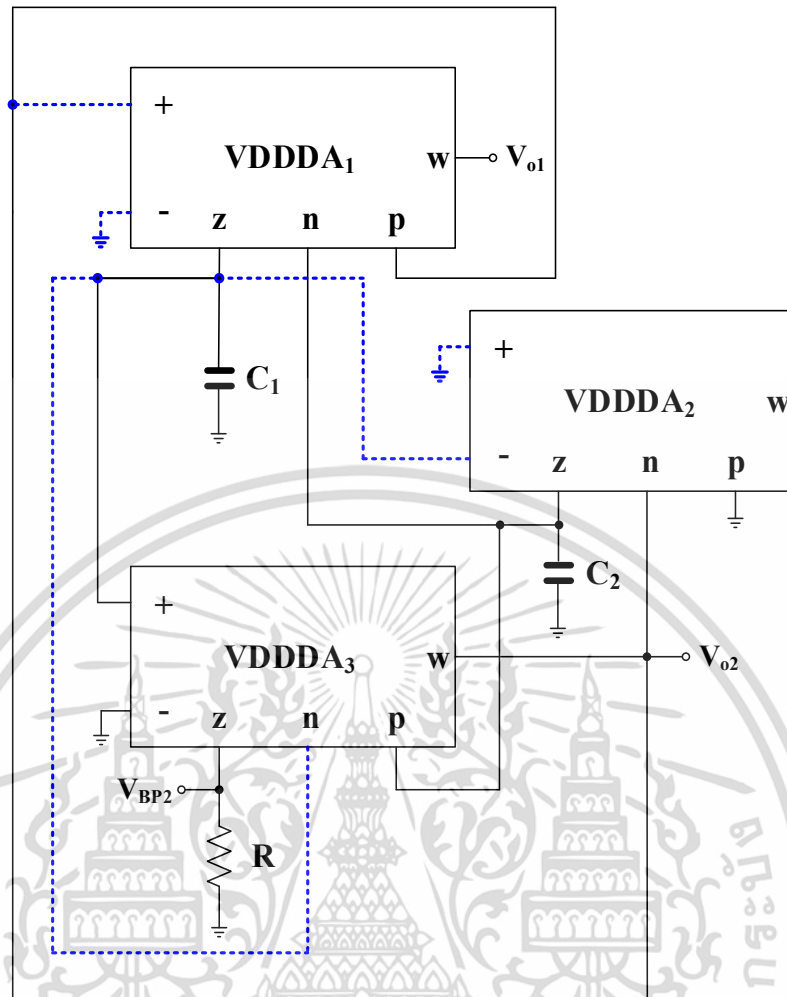 +
VDDDA1
w
Vo1
-
z
n
p
C1
+
VDDDA2
w
-
z
n
p
C2
+
VDDDA3
w
Vo2
-
z
n
p
VBP2
R